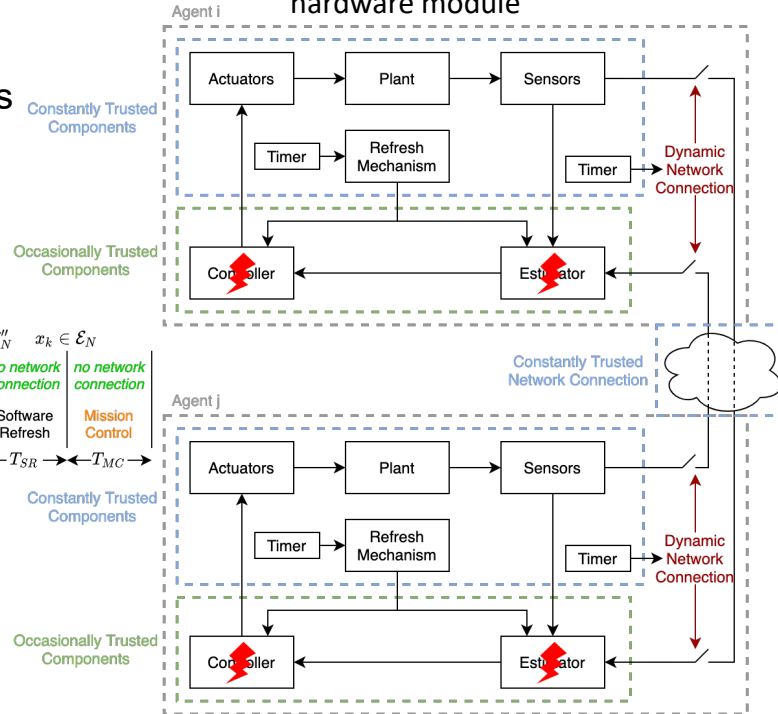 hardware module
Agent i
s
Actuators
Plant
Sensors
Constantly Trusted
Components
Timer
Refresh
Mechanism
Timer
Dynamic
Network
Connection
Occasionally Trusted
Components
Controller
Estimator
x_k ∈ ℰ_N
no network
connection
no network
connection
Software
Refresh
Mission
Control
T_{SR}
T_{MC}
Constantly Trusted
Network Connection
Agent j
Actuators
Plant
Sensors
Constantly Trusted
Components
Timer
Refresh
Mechanism
Timer
Dynamic
Network
Connection
Occasionally Trusted
Components
Controller
Estimator